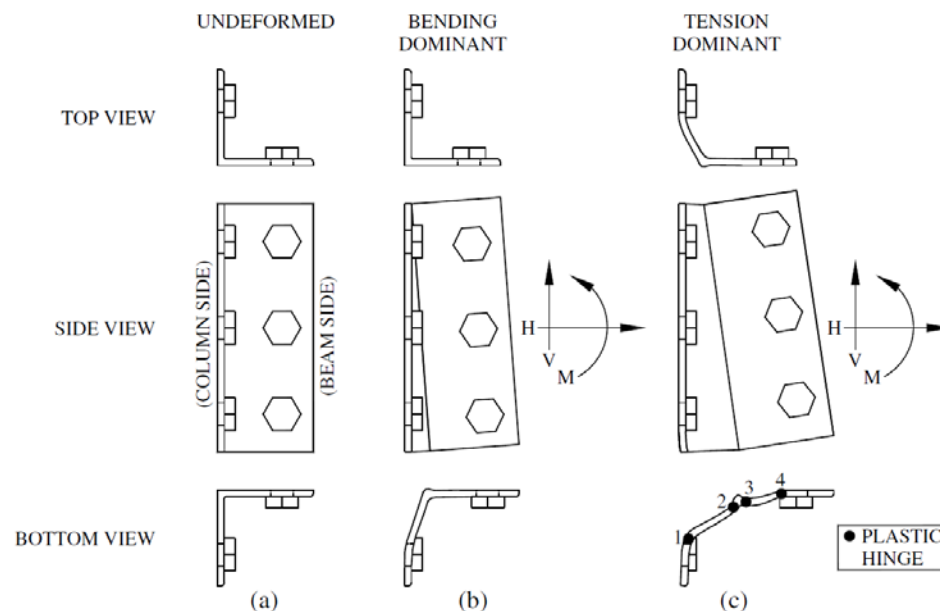 UNDEFORMED
BENDING
DOMINANT
TENSION
DOMINANT
TOP VIEW
SIDE VIEW
(COLUMN SIDE)
(BEAM SIDE)
H
V
M
H
V
M
BOTTOM VIEW
1
2
3
4
PLASTIC
HINGE
(a)
(b)
(c)